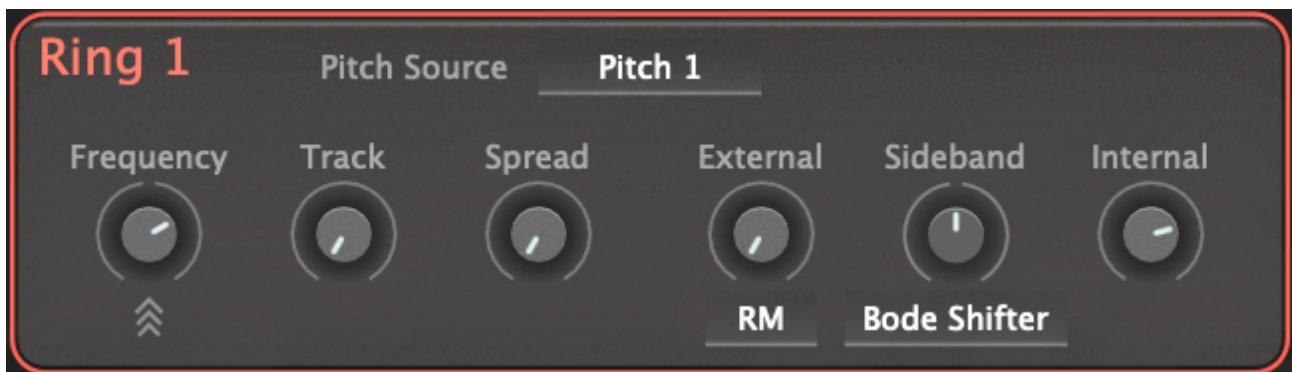 Ring 1
Pitch Source Pitch 1
Frequency Track Spread External Sideband Internal
RM Bode Shifter